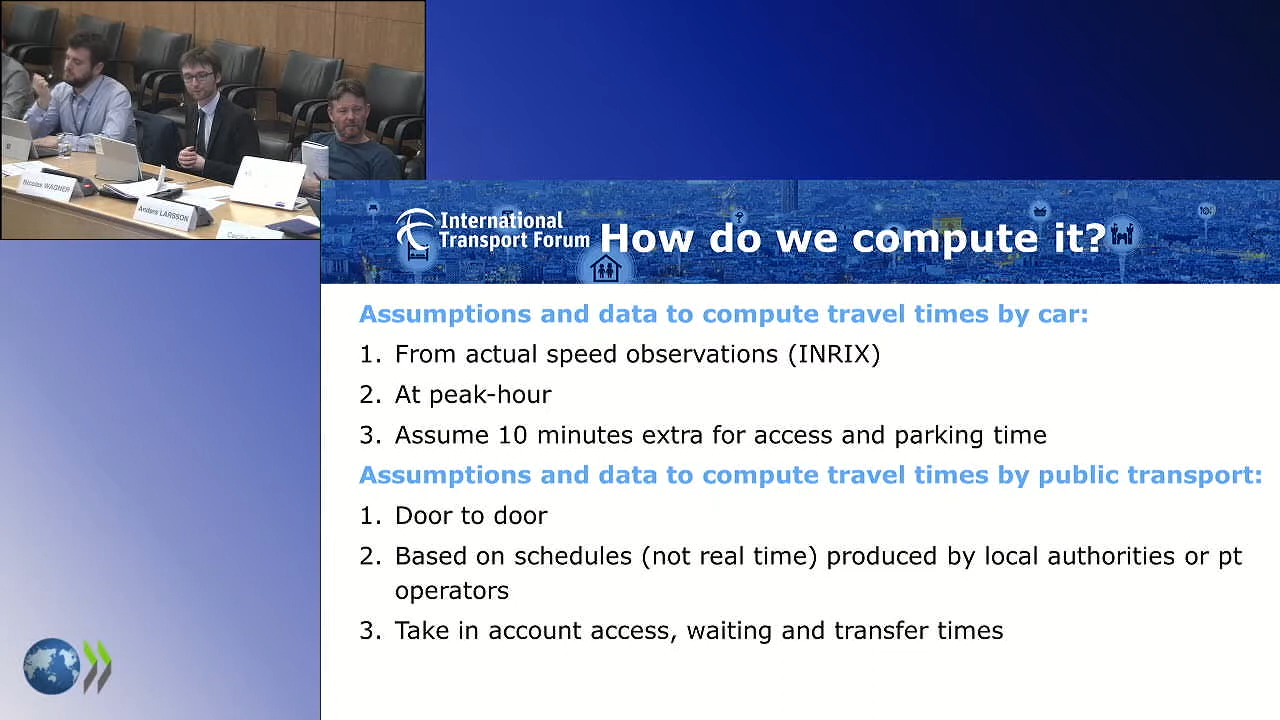 Nicolas WAGNER
Anders LARSSON
International
Transport Forum
How do we compute it?
Assumptions and data to compute travel times by car:
1. From actual speed observations (INRIX)
2. At peak-hour
3. Assume 10 minutes extra for access and parking time
Assumptions and data to compute travel times by public transport:
1. Door to door
2. Based on schedules (not real time) produced by local authorities or pt
operators
3. Take in account access, waiting and transfer times